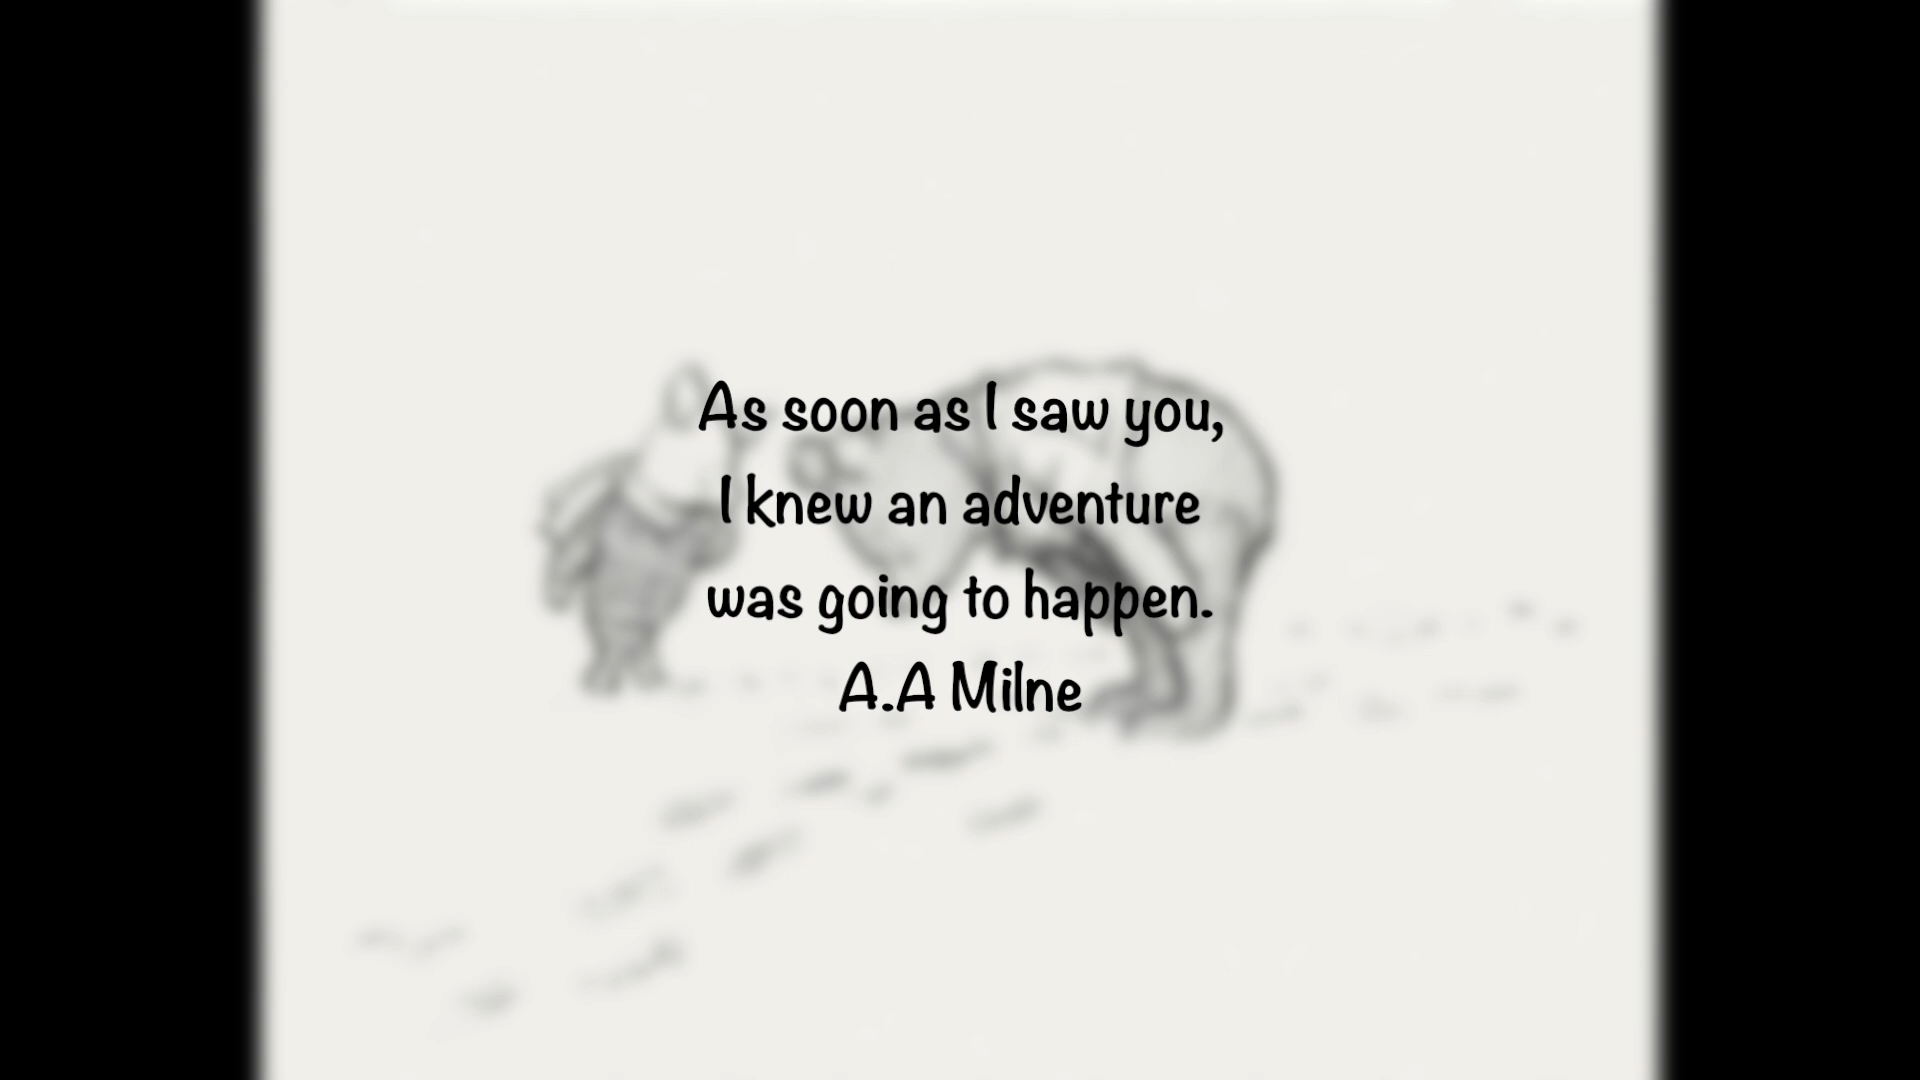 As soon as I saw you,
I knew an adventure
was going to happen.
A.A Milne